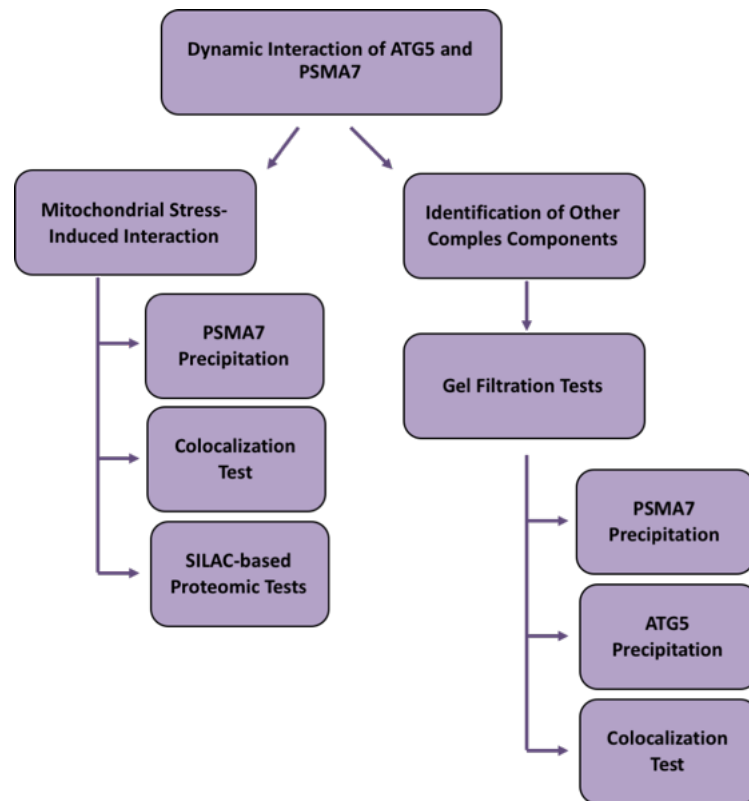 Dynamic Interaction of ATG5 and
PSMA7
Mitochondrial Stress-
Induced Interaction
Identification of Other
Comples Components
PSMA7
Precipitation
Gel Filtration Tests
Colocalization
Test
SILAC-based
Proteomic Tests
PSMA7
Precipitation
ATG5
Precipitation
Colocalization
Test